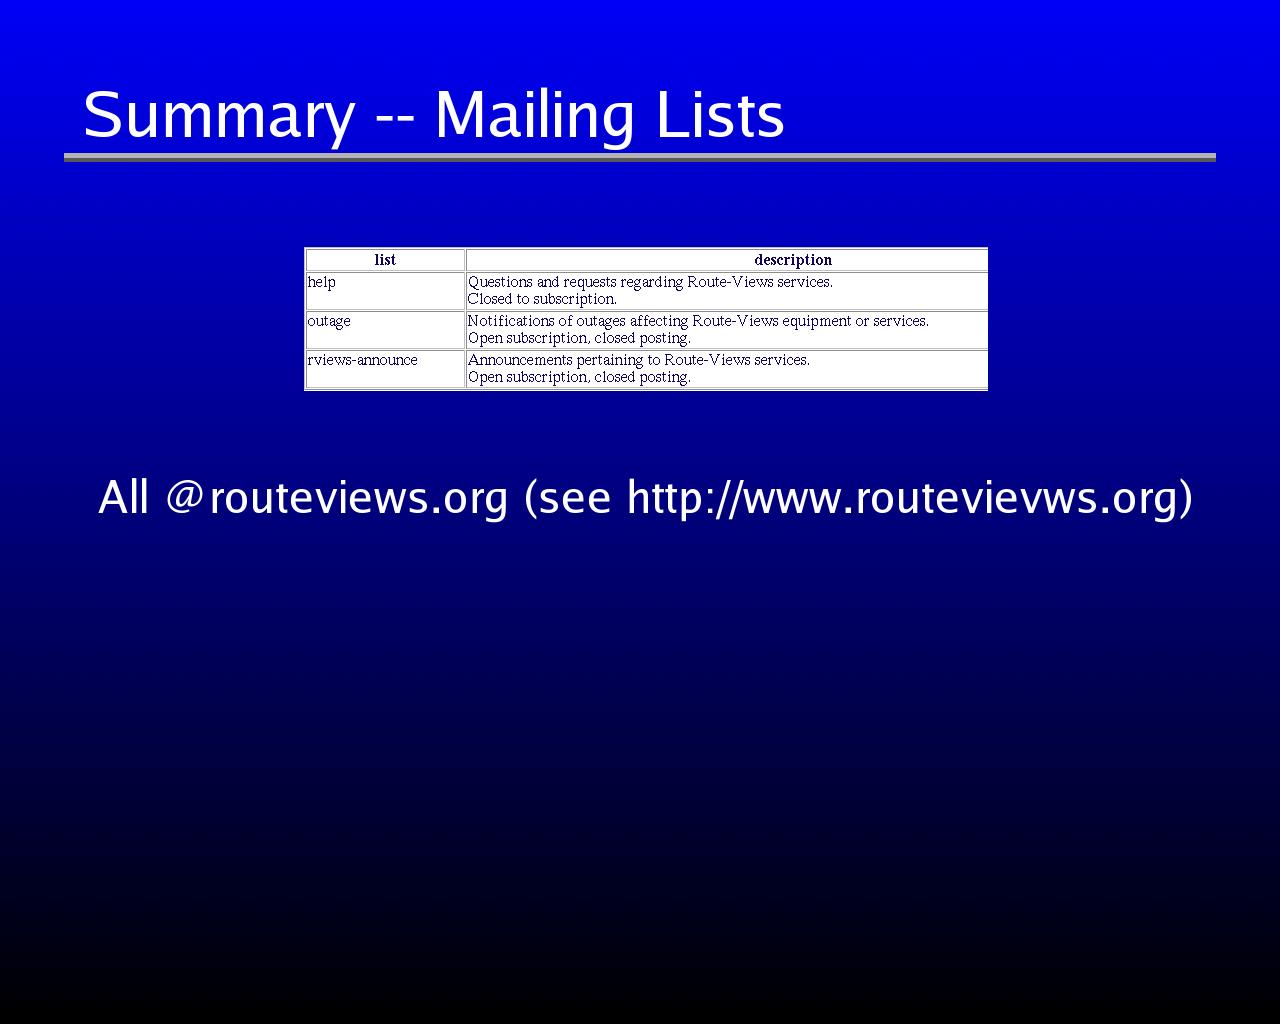 Summary -- Mailing Lists
list description
help Questions and requests regarding Route-Views services.
Closed to subscription.
outage Notifications of outages affecting Route-Views equipment or services.
Open subscription, closed posting.
rviews-announce Announcements pertaining to Route-Views services.
Open subscription, closed posting.
All @routeviews.org (see http://www.routevievws.org)